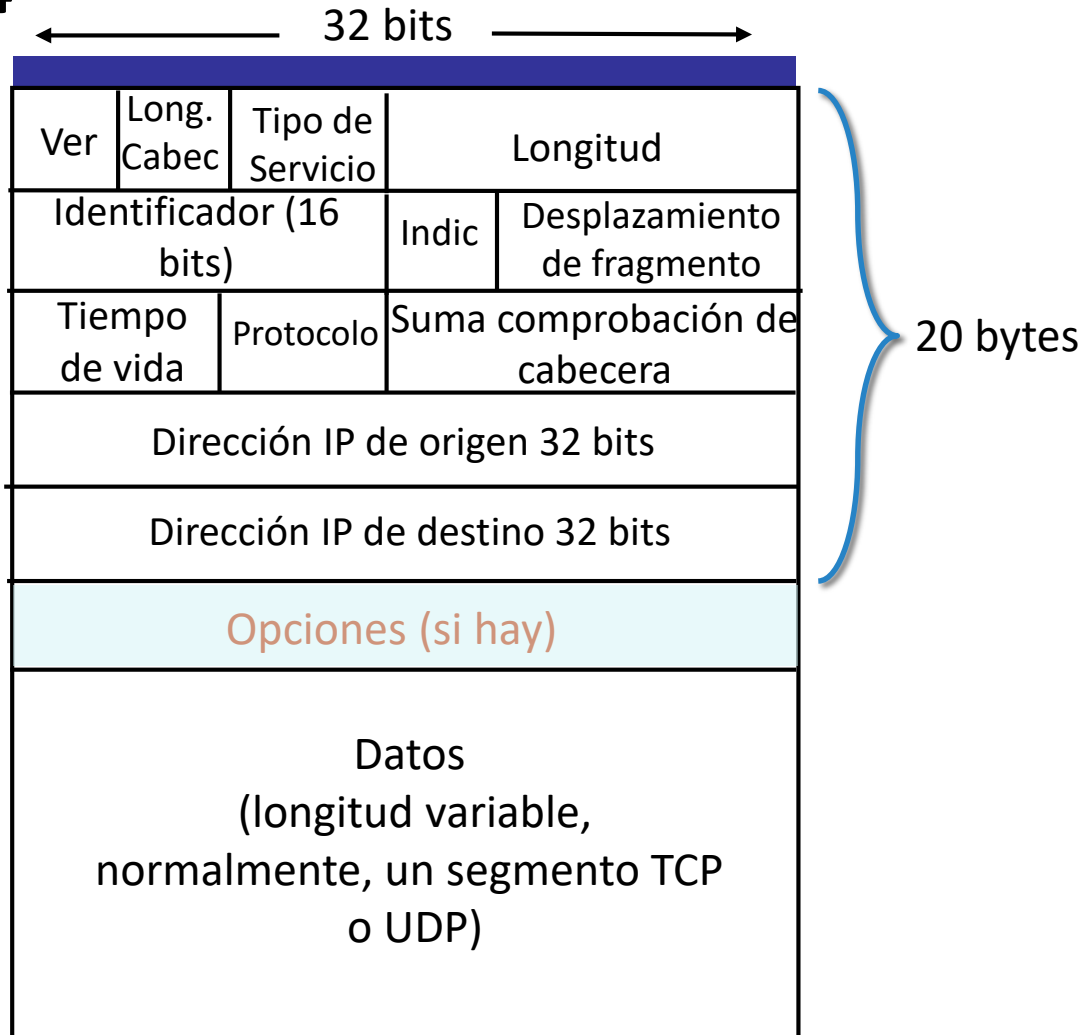 32 bits
Ver
Long.
Cabec
Tipo de
Servicio
Longitud
Identificador (16
bits)
Indic
Desplazamiento
de fragmento
Tiempo
de vida
Protocolo
Suma comprobación de
cabecera
20 bytes
Dirección IP de origen 32 bits
Dirección IP de destino 32 bits
Opciones (si hay)
Datos
(longitud variable,
normalmente, un segmento TCP
o UDP)